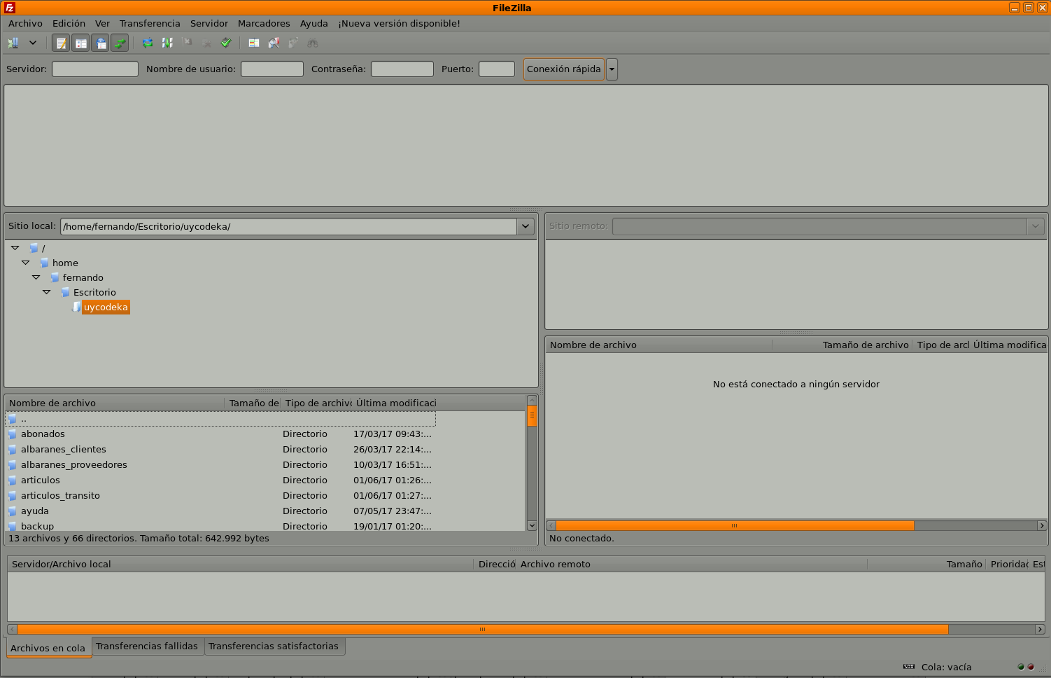 FileZilla
Archivo Edición Ver Transferencia Servidor Marcadores Ayuda ¡Nueva versión disponible!
Servidor: Nombre de usuario: Contraseña: Puerto: Conexión rápida
Sitio local: /home/fernando/Escritorio/uycodeka/
/
home
fernando
Escritorio
uycodeka
Nombre de archivo Tamaño de Tipo de archivo Última modificaci
..
abonados Directorio 17/03/17 09:43:...
albaranes_clientes Directorio 26/03/17 22:14:...
albaranes_proveedores Directorio 10/03/17 16:51:...
articulos Directorio 01/06/17 01:26:...
articulos_transito Directorio 01/06/17 01:27:...
ayuda Directorio 07/05/17 23:47:...
backup Directorio 19/01/17 01:20:...
13 archivos y 66 directorios. Tamaño total: 642.992 bytes
Sitio remoto:
Nombre de archivo Tamaño de archivo Tipo de arcl Última modifica
No está conectado a ningún servidor
No conectado.
Servidor/Archivo local Direcció Archivo remoto Tamaño Prioridad Est
Archivos en cola Transferencias fallidas Transferencias satisfactorias
Cola: vacía